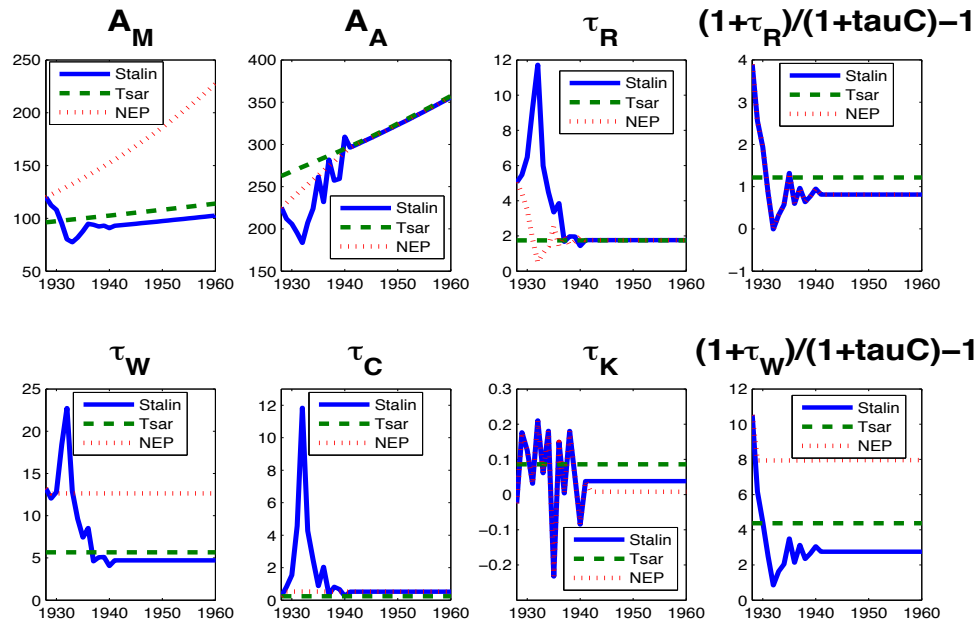 A_M
250
200
150
100
50
1930 1940 1950 1960
Stalin
Tsar
NEP
A_A
400
350
300
250
200
150
1930 1940 1950 1960
Stalin
Tsar
NEP
τ_R
12
10
8
6
4
2
0
1930 1940 1950 1960
Stalin
Tsar
NEP
(1+τ_R)/(1+tauC)−1
4
3
2
1
0
−1
1930 1940 1950 1960
Stalin
Tsar
NEP
τ_W
25
20
15
10
5
0
1930 1940 1950 1960
Stalin
Tsar
NEP
τ_C
12
10
8
6
4
2
0
1930 1940 1950 1960
Stalin
Tsar
NEP
τ_K
0.3
0.2
0.1
0
−0.1
−0.2
1930 1940 1950 1960
Stalin
Tsar
NEP
(1+τ_W)/(1+tauC)−1
12
10
8
6
4
2
0
1930 1940 1950 1960
Stalin
Tsar
NEP